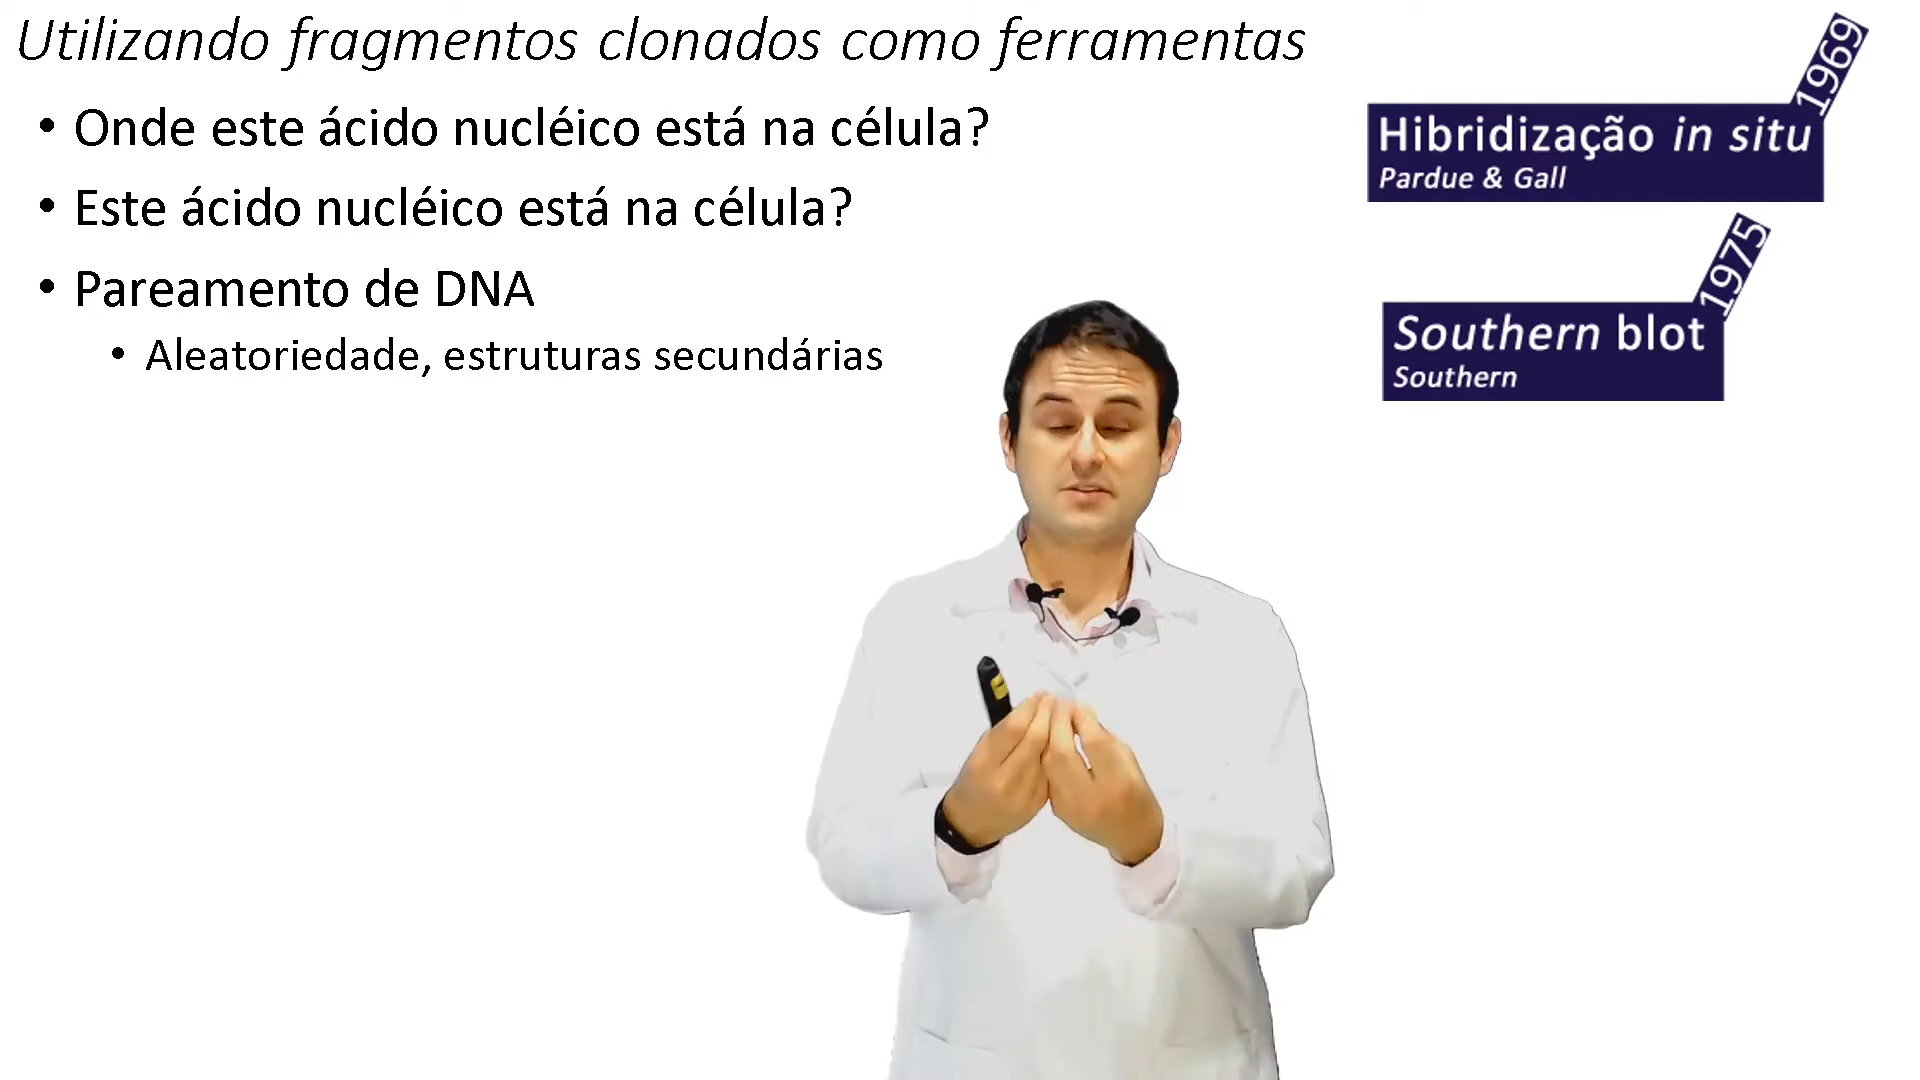 Utilizando fragmentos clonados como ferramentas
• Onde este ácido nucléico está na célula?
• Este ácido nucléico está na célula?
• Pareamento de DNA
• Aleatoriedade, estruturas secundárias
1969
Hibridização in situ
Pardue & Gall
1975
Southern blot
Southern